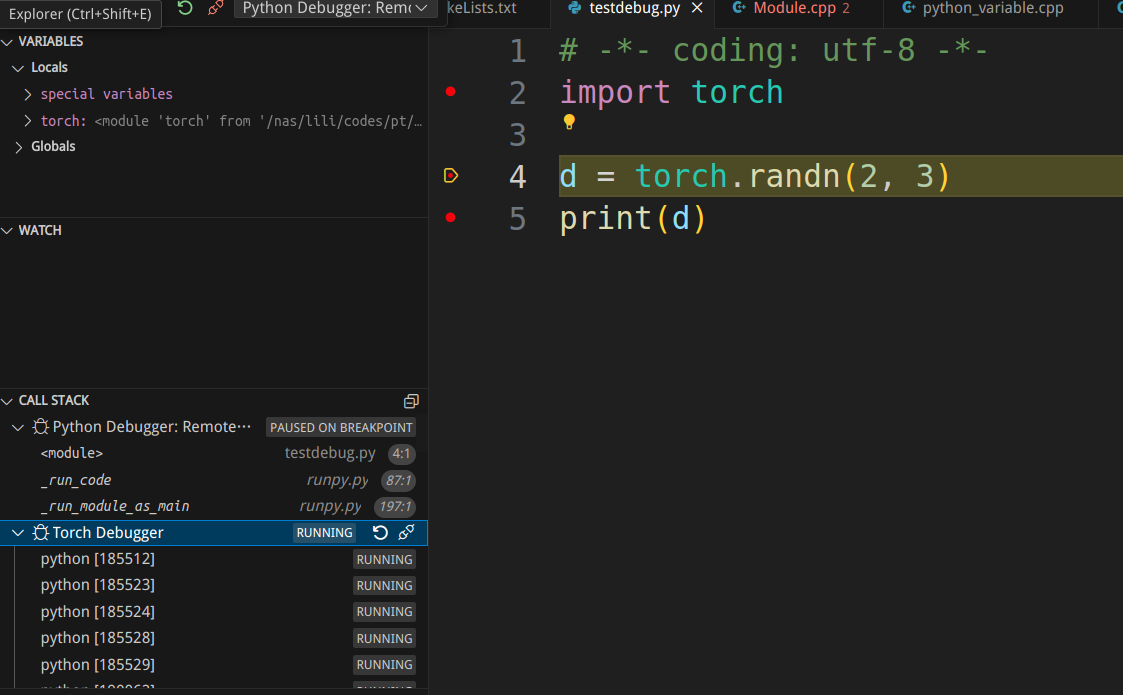 Explorer (Ctrl+Shift+E)
Python Debugger: Remo
keLists.txt
testdebug.py
Module.cpp 2
python_variable.cpp
VARIABLES
Locals
special variables
torch: <module 'torch' from '/nas/lili/codes/pt/…
Globals
WATCH
CALL STACK
Python Debugger: Remote···
PAUSED ON BREAKPOINT
<module> testdebug.py 4:1
_run_code runpy.py 87:1
_run_module_as_main runpy.py 197:1
Torch Debugger RUNNING
python [185512] RUNNING
python [185523] RUNNING
python [185524] RUNNING
python [185528] RUNNING
python [185529] RUNNING
1 # -*- coding: utf-8 -*-
2 import torch
3
4 d = torch.randn(2, 3)
5 print(d)